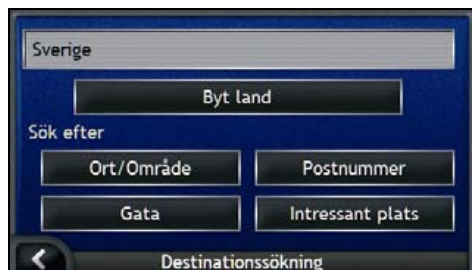 Sverige
Byt land
Sök efter
Ort/Område Postnummer
Gata Intressant plats
Destinationssökning